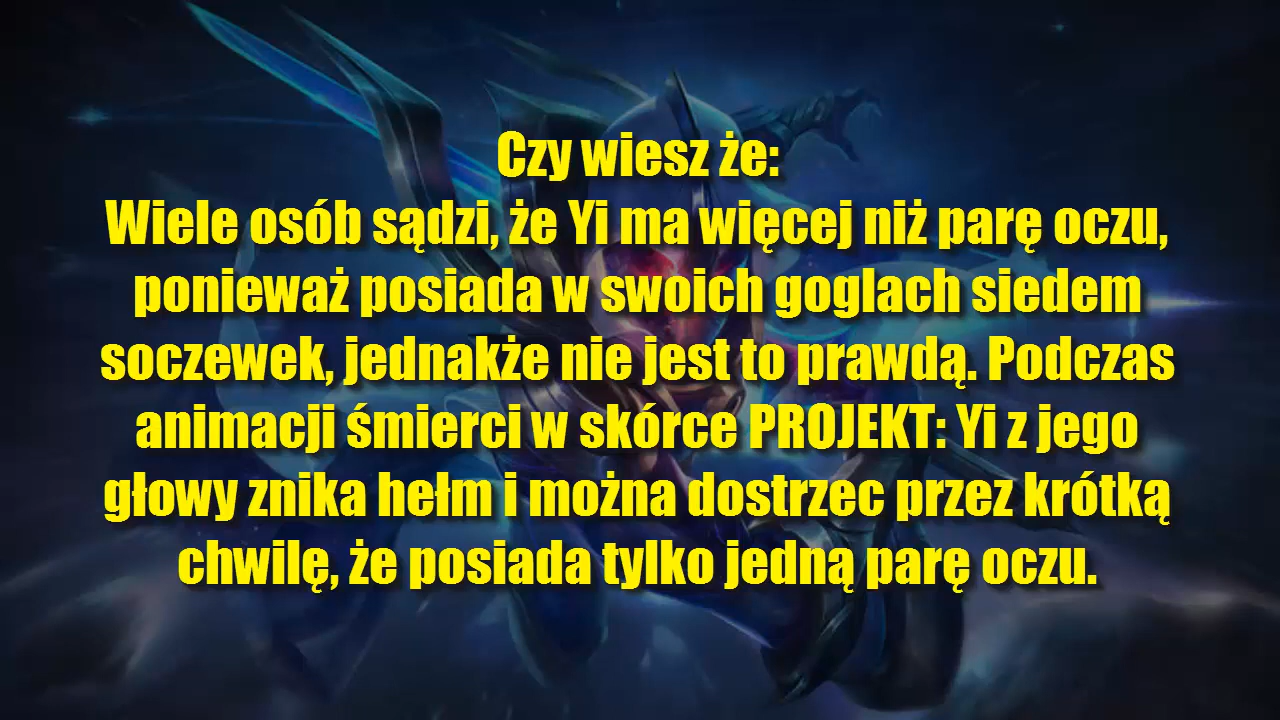 Czy wiesz że:
Wiele osób sądzi, że Yi ma więcej niż parę oczu,
ponieważ posiada w swoich goglach siedem
soczewek, jednakże nie jest to prawdą. Podczas
animacji śmierci w skórce PROJEKT: Yi z jego
głowy znika hełm i można dostrzec przez krótką
chwilę, że posiada tylko jedną parę oczu.